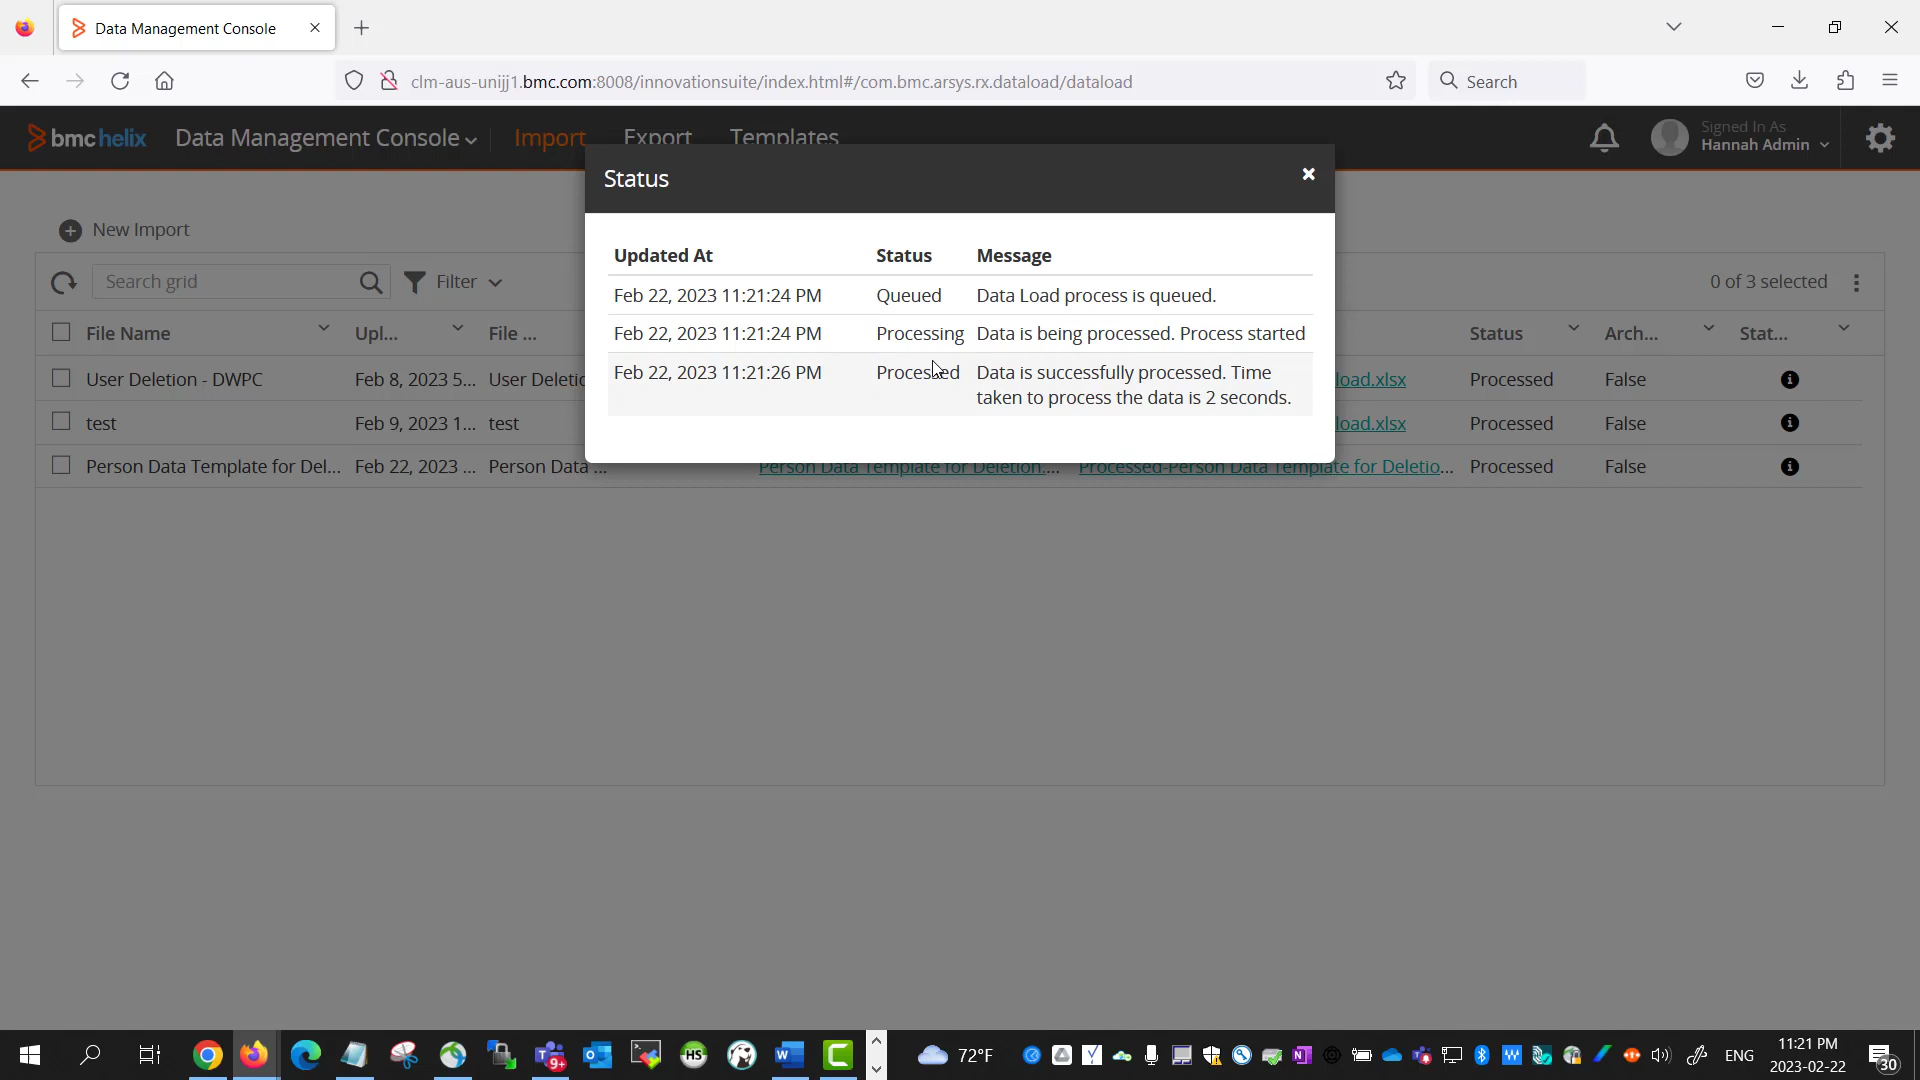 Data Management Console
clm-aus-unijj1.bmc.com:8008/innovationsuite/index.html#/com.bmc.arsys.rx.dataload/dataload
Search
bmc helix
Data Management Console
Import
Export
Templates
Signed In As
Hannah Admin
Status
New Import
Updated At Status Message
Search grid
Filter
0 of 3 selected
Feb 22, 2023 11:21:24 PM Queued Data Load process is queued.
File Name Upl... File ... Status Arch... Stat...
Feb 22, 2023 11:21:24 PM Processing Data is being processed. Process started
Feb 22, 2023 11:21:26 PM Processed Data is successfully processed. Time
taken to process the data is 2 seconds.
User Deletion - DWPC Feb 8, 2023 5... User Deletio load.xlsx Processed False
test Feb 9, 2023 1... test load.xlsx Processed False
Person Data Template for Del... Feb 22, 2023 ... Person Data ... Person Data Template for Deletion.... Processed-Person Data Template for Deletio... Processed False
72°F
ENG
11:21 PM
2023-02-22
30